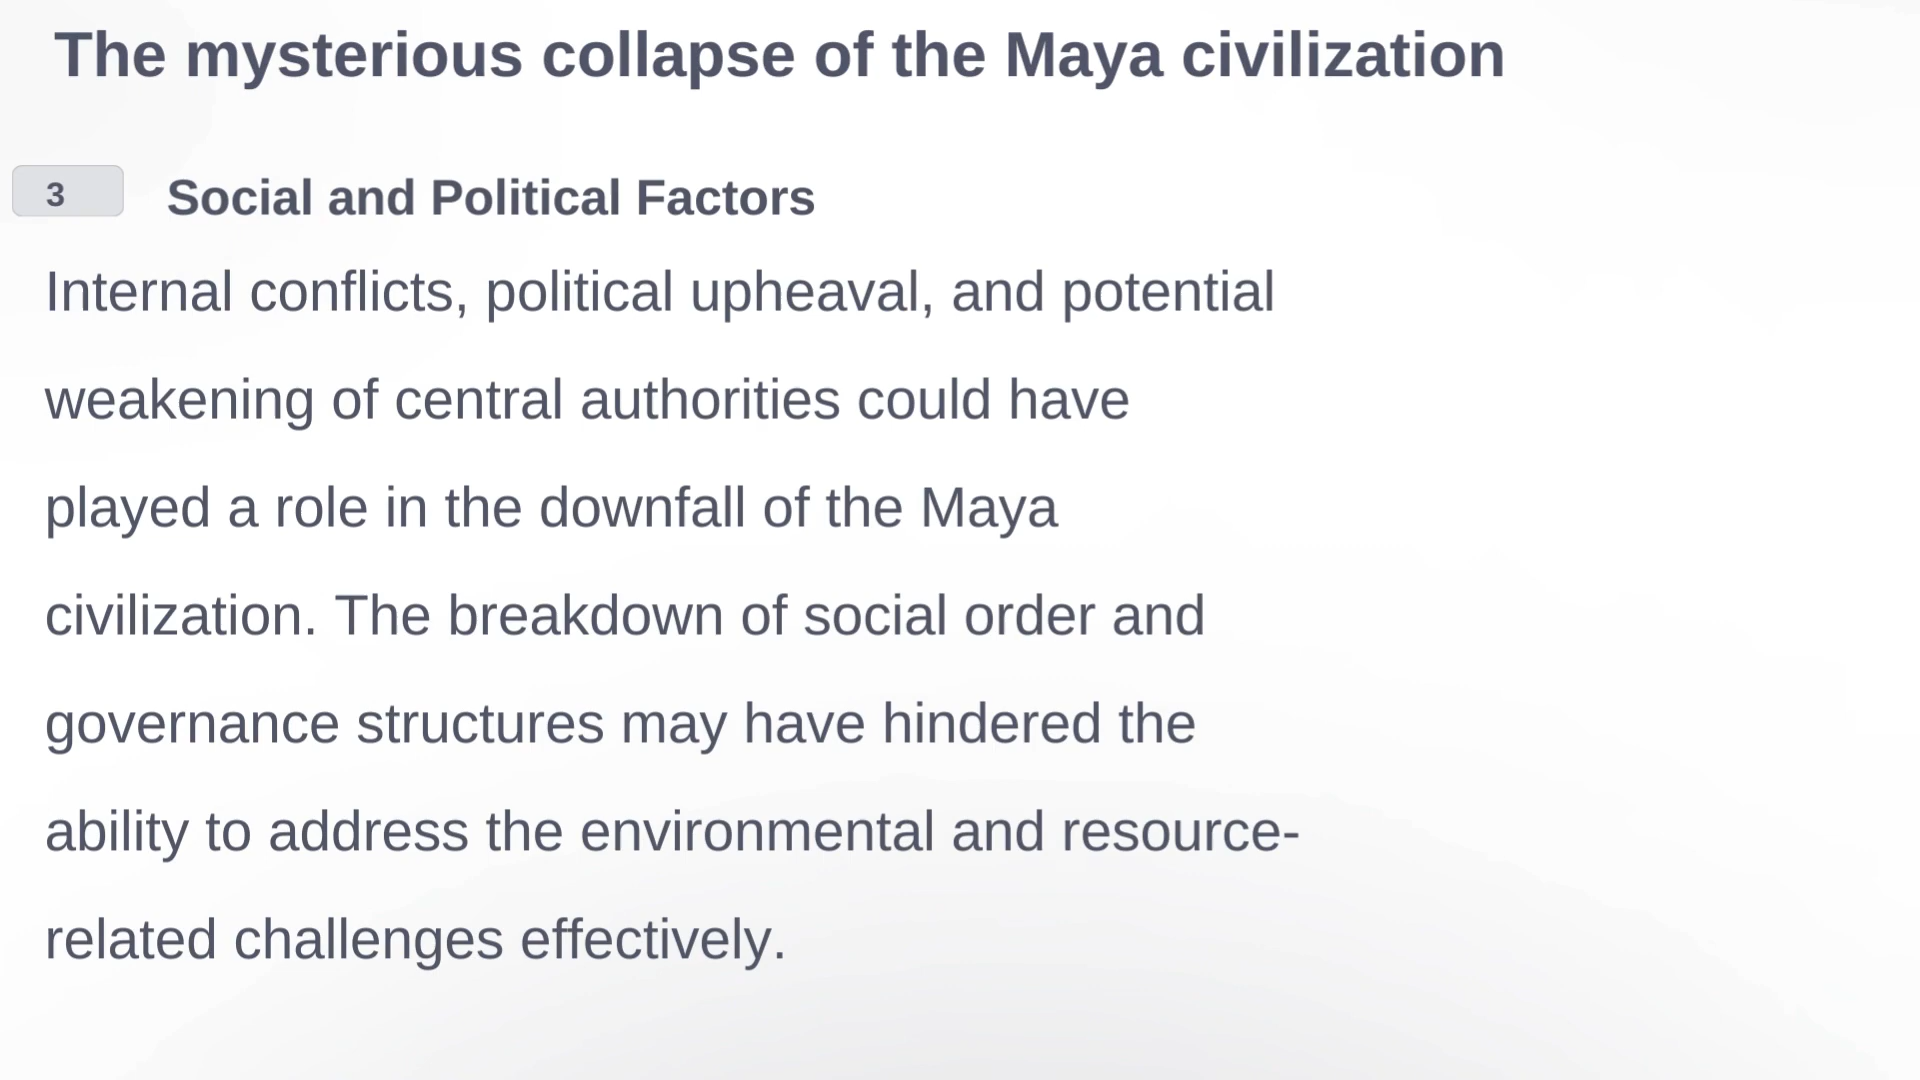 The mysterious collapse of the Maya civilization
3
Social and Political Factors
Internal conflicts, political upheaval, and potential
weakening of central authorities could have
played a role in the downfall of the Maya
civilization. The breakdown of social order and
governance structures may have hindered the
ability to address the environmental and resource-
related challenges effectively.